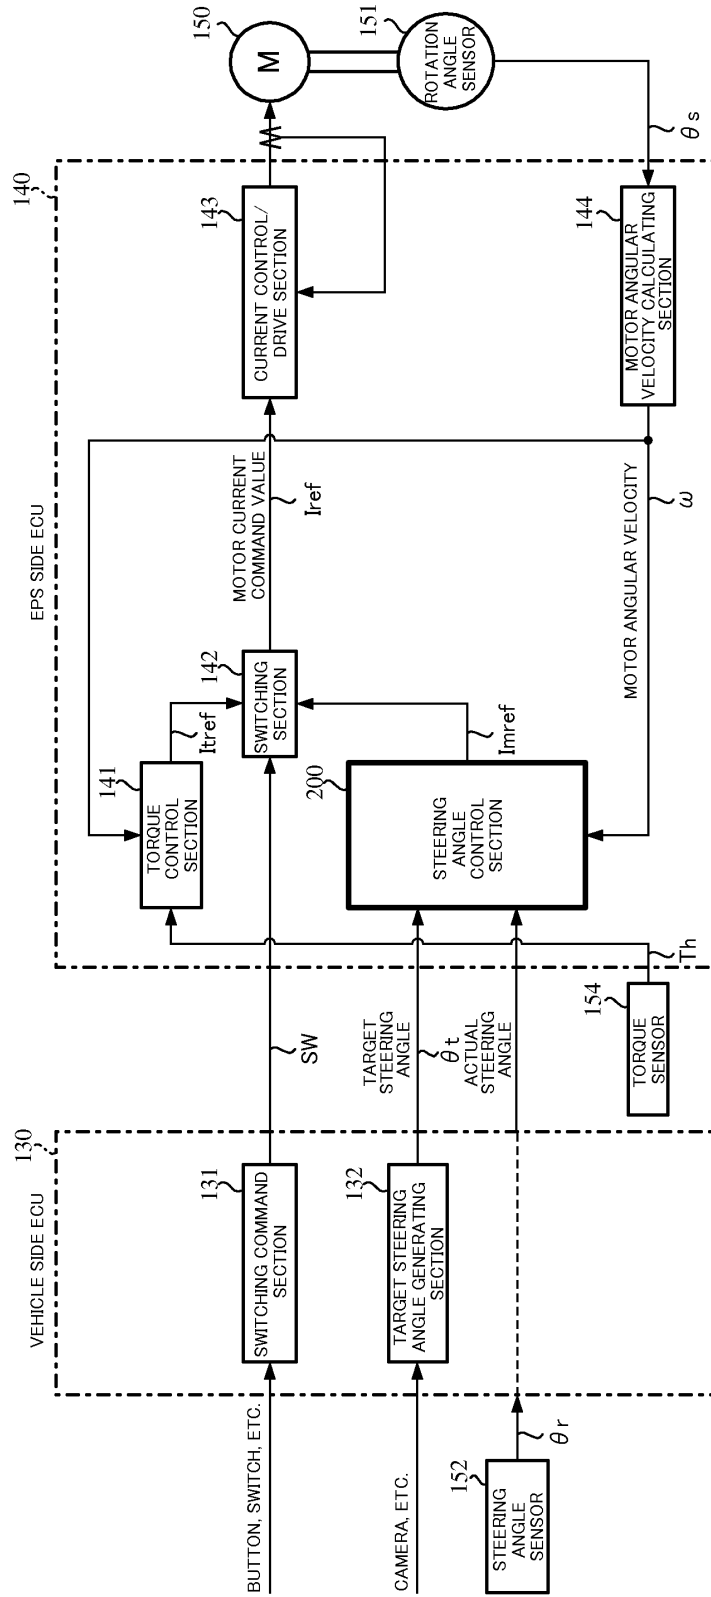 VEHICLE SIDE ECU
130
BUTTON, SWITCH, ETC.
131
SWITCHING COMMAND
SECTION
SW
CAMERA, ETC.
132
TARGET STEERING
ANGLE GENERATING
SECTION
TARGET
STEERING
ANGLE
θt
152
STEERING
ANGLE
SENSOR
θr
ACTUAL
STEERING
ANGLE
154
TORQUE
SENSOR
Th
EPS SIDE ECU
140
141
TORQUE
CONTROL
SECTION
Itref
142
SWITCHING
SECTION
MOTOR CURRENT
COMMAND VALUE
Iref
143
CURRENT CONTROL/
DRIVE SECTION
200
STEERING
ANGLE
CONTROL
SECTION
Imref
MOTOR ANGULAR VELOCITY
ω
144
MOTOR ANGULAR
VELOCITY CALCULATING
SECTION
150
M
151
ROTATION
ANGLE
SENSOR
θs